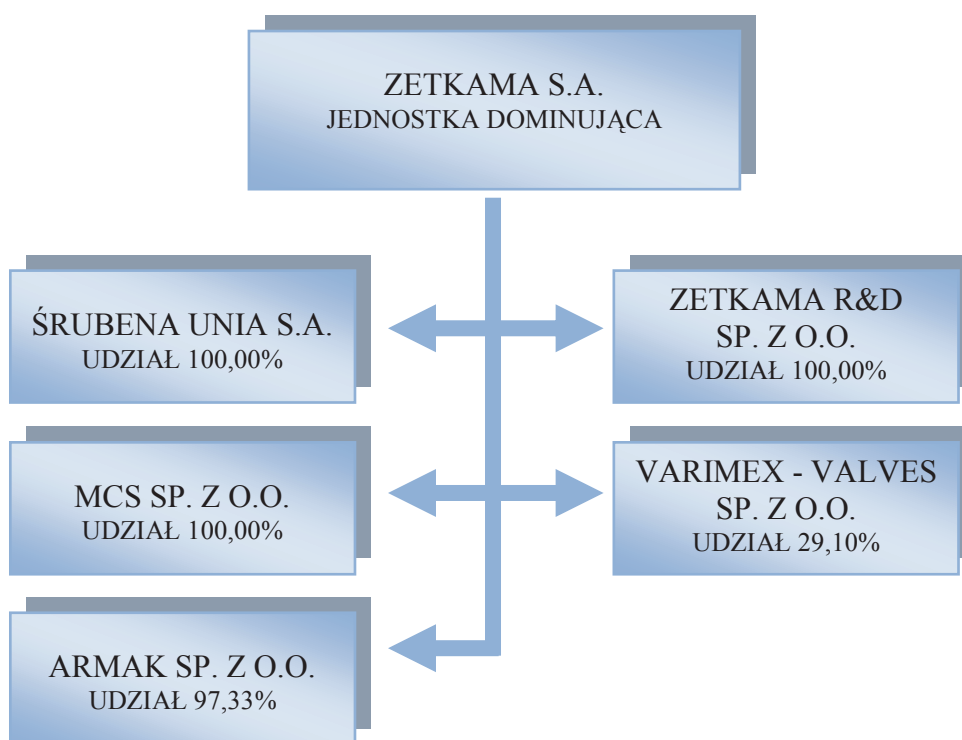 ZETKAMA S.A.
JEDNOSTKA DOMINUJĄCA
ŚRUBENA UNIA S.A.
UDZIAŁ 100,00%
ZETKAMA R&D
SP. Z O.O.
UDZIAŁ 100,00%
MCS SP. Z O.O.
UDZIAŁ 100,00%
VARIMEX - VALVES
SP. Z O.O.
UDZIAŁ 29,10%
ARMAK SP. Z O.O.
UDZIAŁ 97,33%